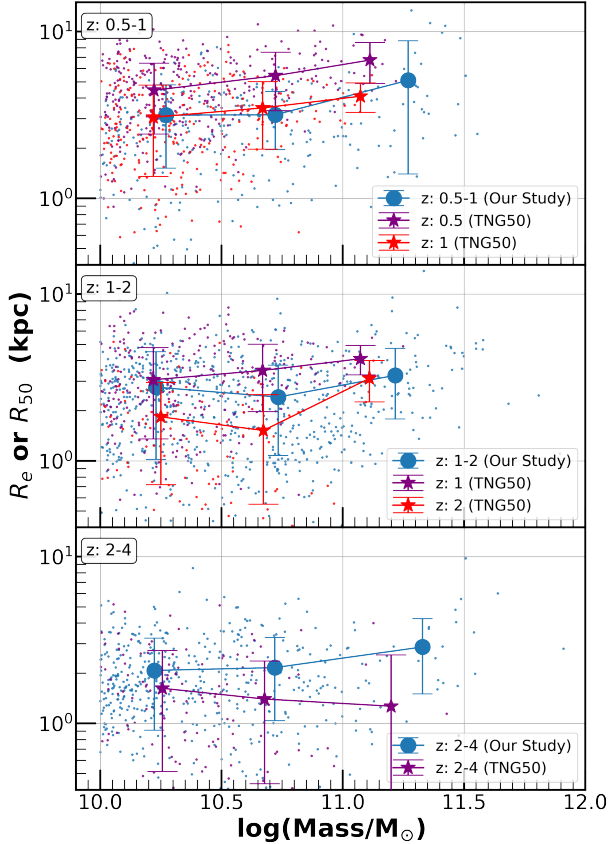 z: 0.5-1
10¹
10⁰
z: 0.5-1 (Our Study)
z: 0.5 (TNG50)
z: 1 (TNG50)
z: 1-2
10¹
10⁰
z: 1-2 (Our Study)
z: 1 (TNG50)
z: 2 (TNG50)
Rₑ or R₅₀ (kpc)
z: 2-4
10¹
10⁰
z: 2-4 (Our Study)
z: 2-4 (TNG50)
10.0 10.5 11.0 11.5 12.0
log(Mass/M⊙)